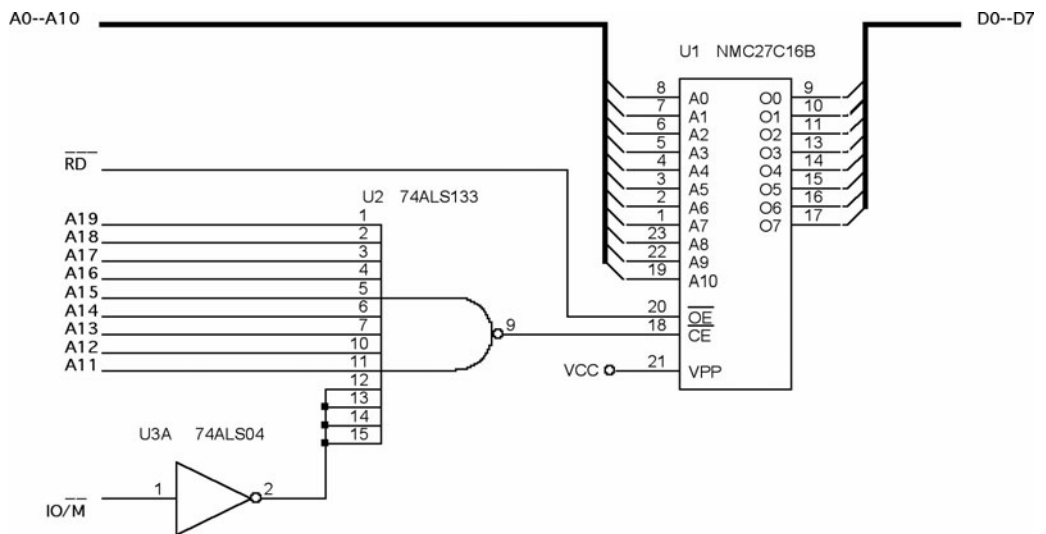 A0--A10
D0--D7
U1 NMC27C16B
8 A0 O0 9
7 A1 O1 10
6 A2 O2 11
5 A3 O3 13
4 A4 O4 14
3 A5 O5 15
2 A6 O6 16
1 A7 O7 17
23 A8
22 A9
19 A10
20 OE
18 CE
21 VPP
VCC
RD
U2 74ALS133
A19 1
A18 2
A17 3
A16 4
A15 5
A14 6
A13 7
A12 10
A11 11
12
13
14
15
9
U3A 74ALS04
1 2
IO/M